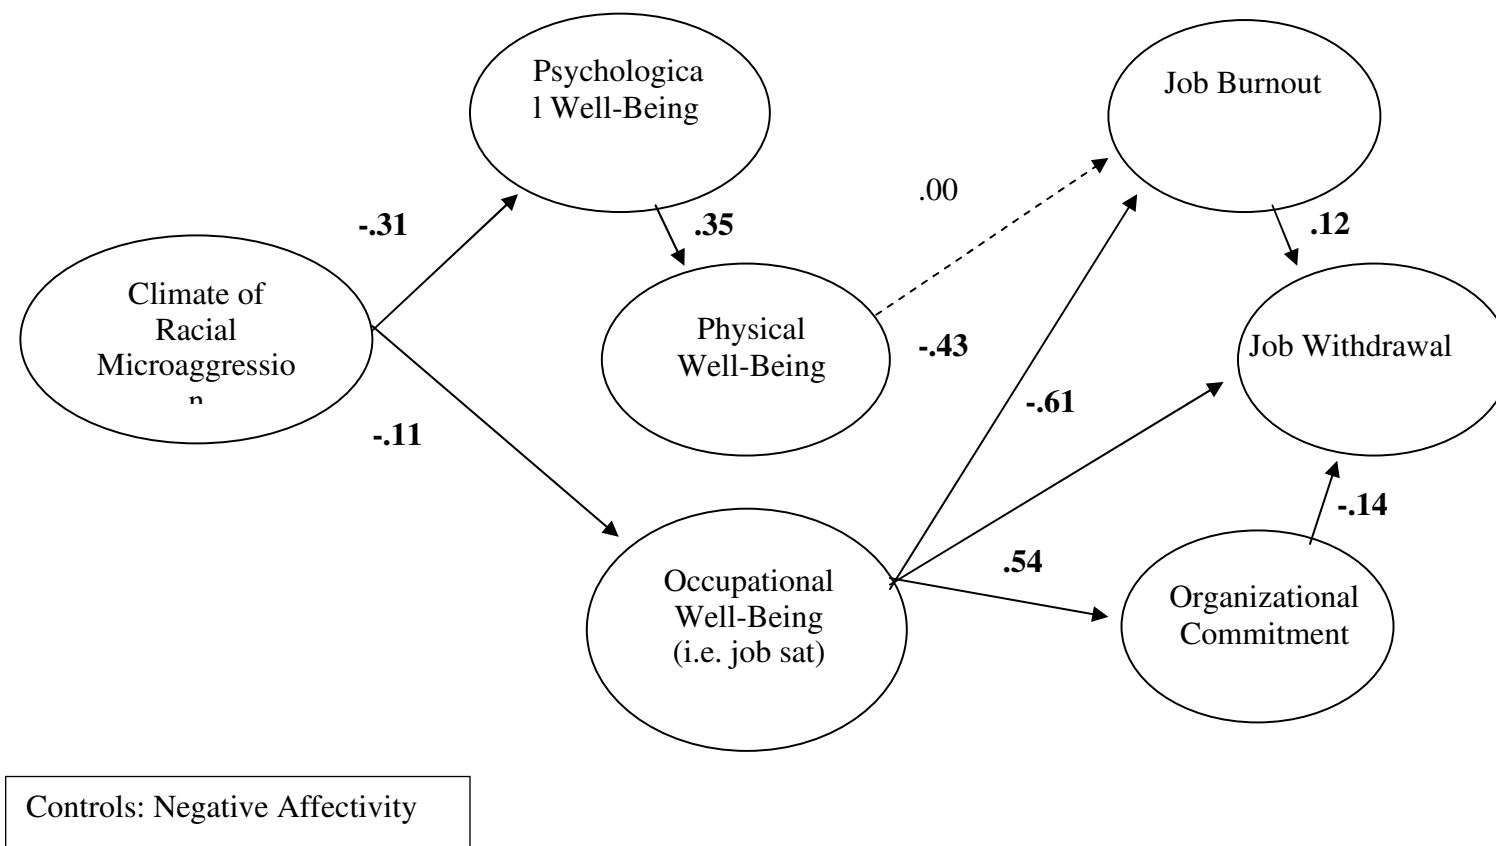 Psychologica
l Well-Being
Job Burnout
.00
-.31
.35
.12
Climate of
Racial
Microaggressio
n
Physical
Well-Being
-.43
Job Withdrawal
-.61
-.11
-.14
.54
Occupational
Well-Being
(i.e. job sat)
Organizational
Commitment
Controls: Negative Affectivity